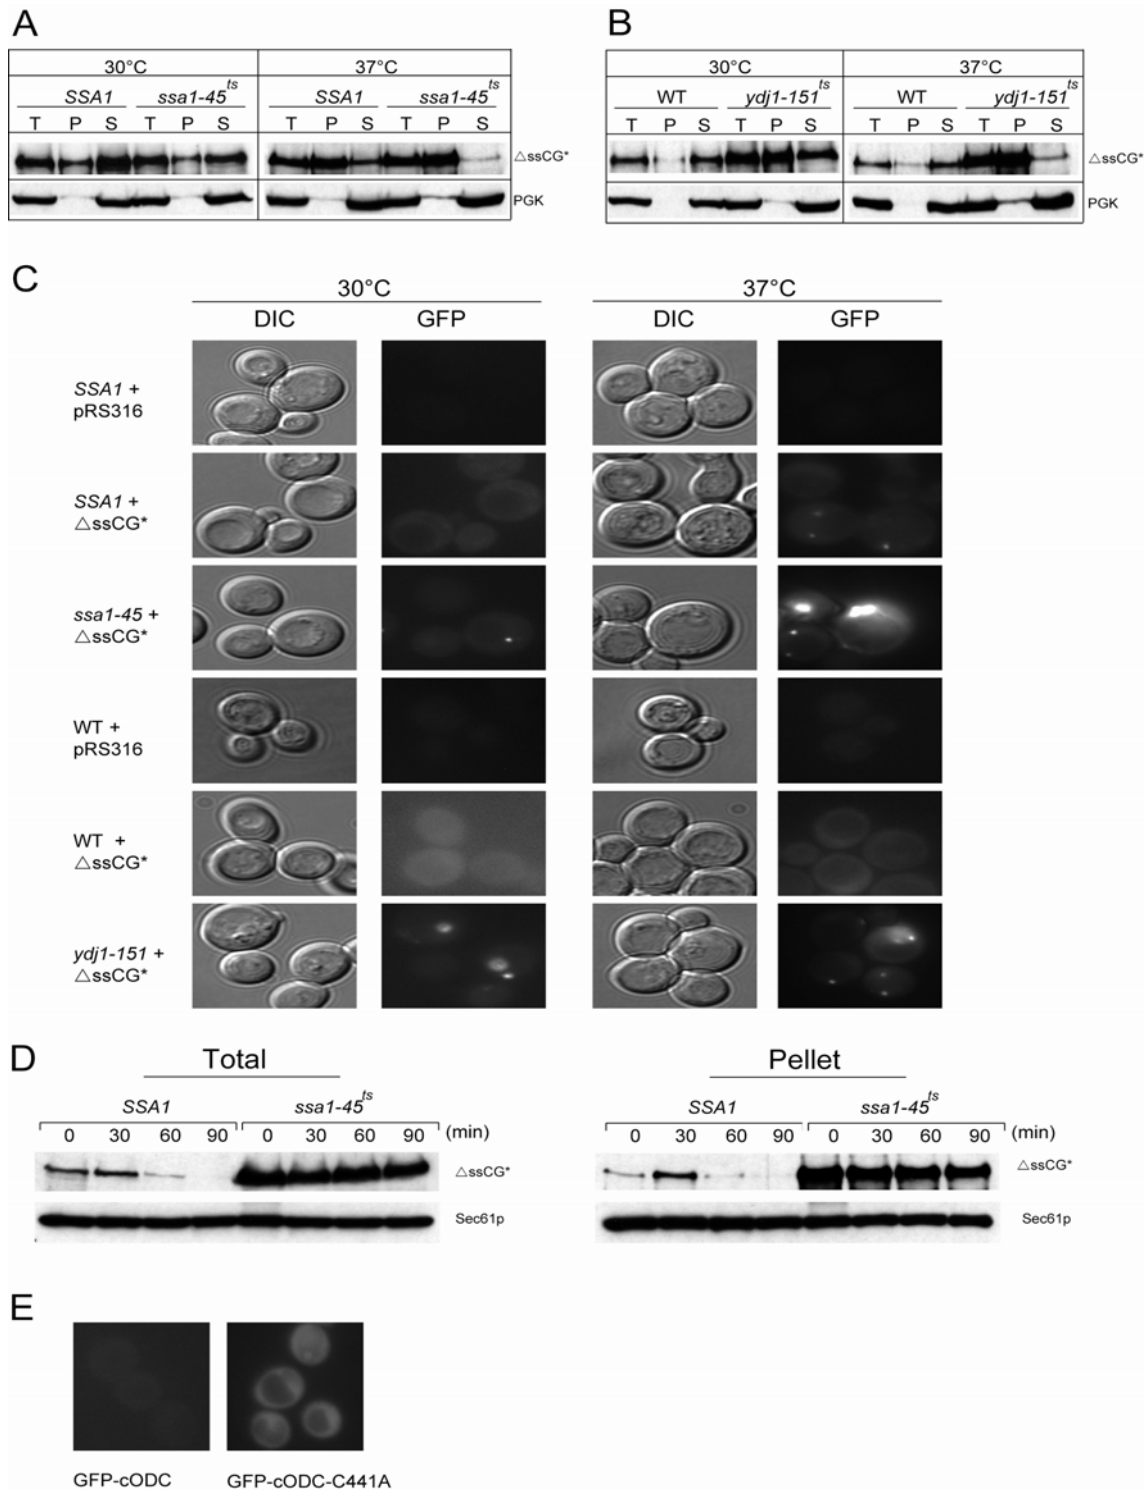 A
30°C 37°C
SSA1 ssa1-45ts SSA1 ssa1-45ts
T P S T P S T P S T P S
△ssCG*
PGK
B
30°C 37°C
WT ydj1-151ts WT ydj1-151ts
T P S T P S T P S T P S
△ssCG*
PGK
C
30°C 37°C
DIC GFP DIC GFP
SSA1 +
pRS316
SSA1 +
△ssCG*
ssa1-45 +
△ssCG*
WT +
pRS316
WT +
△ssCG*
ydj1-151 +
△ssCG*
D
Total
SSA1 ssa1-45ts
0 30 60 90 0 30 60 90 (min)
△ssCG*
Sec61p
Pellet
SSA1 ssa1-45ts
0 30 60 90 0 30 60 90 (min)
△ssCG*
Sec61p
E
GFP-cODC GFP-cODC-C441A